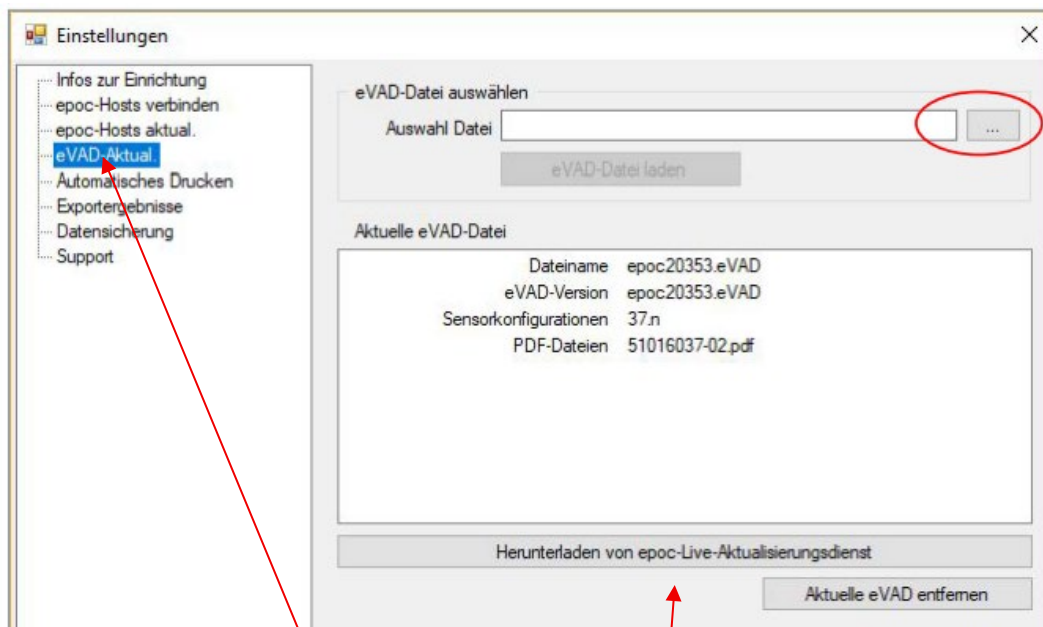 Einstellungen
Infos zur Einrichtung
epoc-Hosts verbinden
epoc-Hosts aktual.
eVAD-Aktual.
Automatisches Drucken
Exportergebnisse
Datensicherung
Support
eVAD-Datei auswählen
Auswahl Datei
...
eVAD-Datei laden
Aktuelle eVAD-Datei
Dateiname epoc20353.eVAD
eVAD-Version epoc20353.eVAD
Sensorkonfigurationen 37.n
PDF-Dateien 51016037-02.pdf
Herunterladen von epoc-Live-Aktualisierungsdienst
Aktuelle eVAD entfernen